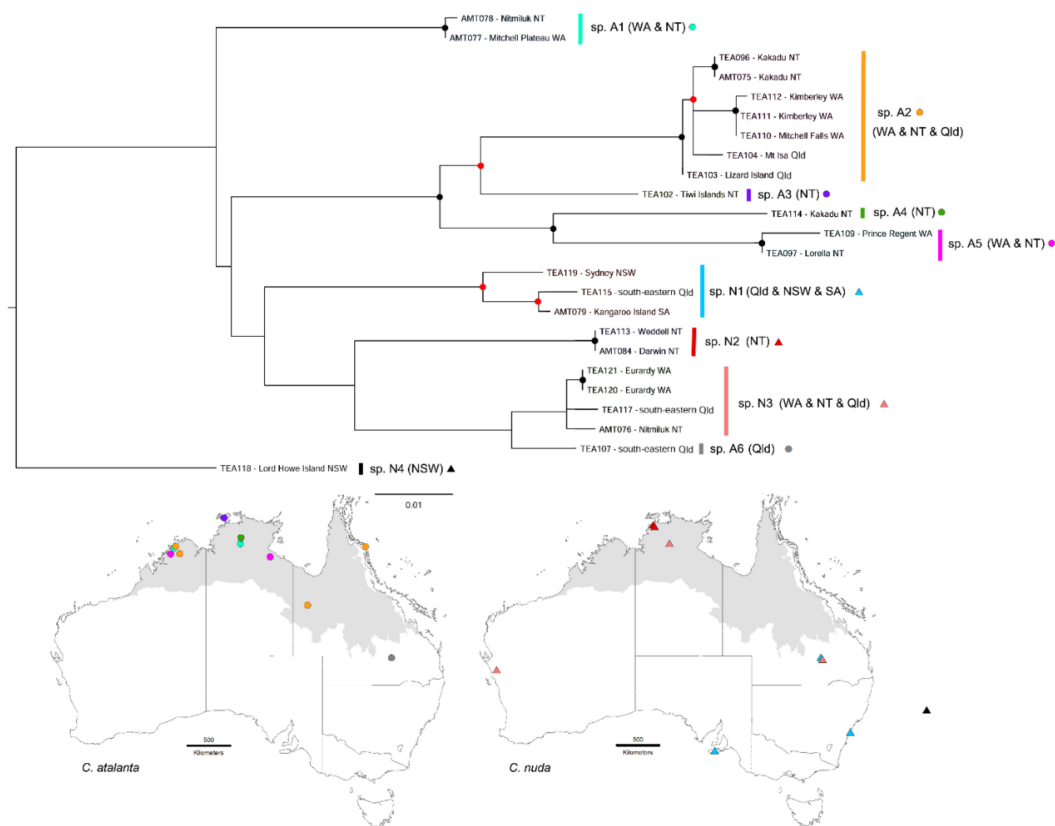 AMT078 - Nitmiluk NT
AMT077 - Mitchell Plateau WA
sp. A1 (WA & NT)
TEA096 - Kakadu NT
AMT075 - Kakadu NT
TEA112 - Kimberley WA
TEA111 - Kimberley WA
TEA110 - Mitchell Falls WA
TEA104 - Mt Isa Qld
TEA103 - Lizard Island Qld
sp. A2
(WA & NT & Qld)
TEA102 - Tiwi Islands NT
sp. A3 (NT)
TEA114 - Kakadu NT
sp. A4 (NT)
TEA109 - Prince Regent WA
TEA097 - Lorella NT
sp. A5 (WA & NT)
TEA119 - Sydney NSW
TEA115 - south-eastern Qld
AMT079 - Kangaroo Island SA
sp. N1 (Qld & NSW & SA)
TEA113 - Weddell NT
AMT084 - Darwin NT
sp. N2 (NT)
TEA121 - Eurardy WA
TEA120 - Eurardy WA
TEA117 - south-eastern Qld
AMT076 - Nitmiluk NT
sp. N3 (WA & NT & Qld)
TEA107 - south-eastern Qld
sp. A6 (Qld)
TEA118 - Lord Howe Island NSW
sp. N4 (NSW)
0.01
500
Kilometers
C. atalanta
500
Kilometers
C. nuda